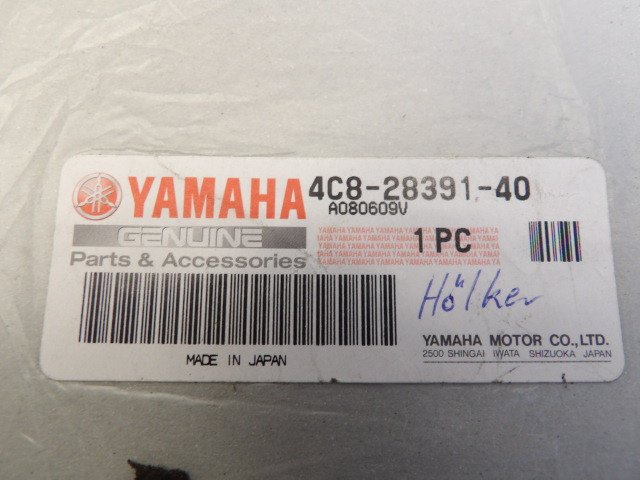 YAMAHA 4C8-28391-40
A080609V
GENUINE
Parts & Accessories
1 PC
Hölker
MADE IN JAPAN
YAMAHA MOTOR CO.,LTD.
2500 SHINGAI IWATA SHIZUOKA JAPAN